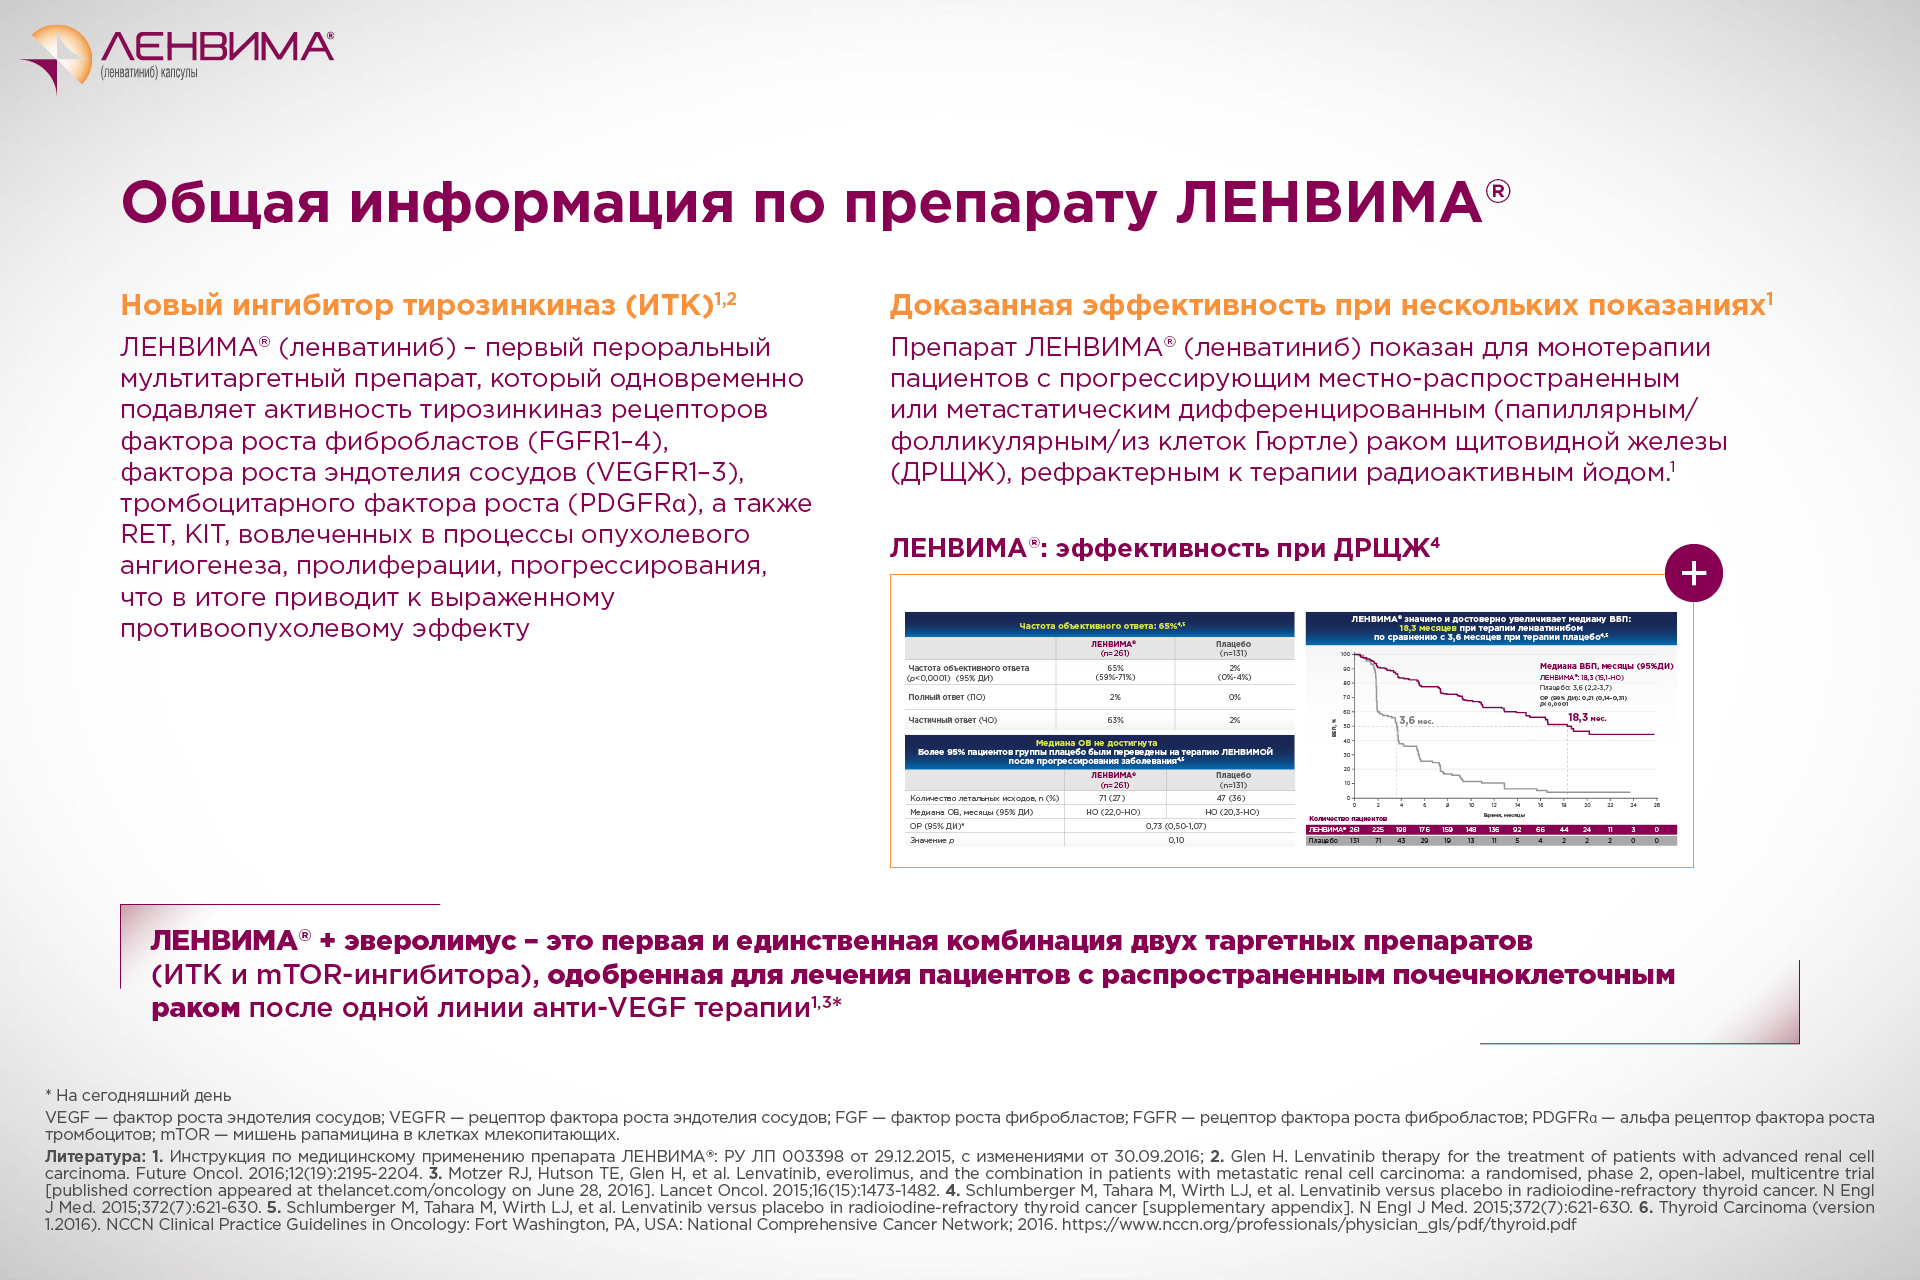 ЛЕНВИМА®
(ленватиниб) капсулы
Общая информация по препарату ЛЕНВИМА®
Новый ингибитор тирозинкиназ (ИТК)1,2
ЛЕНВИМА® (ленватиниб) – первый пероральный
мультитаргетный препарат, который одновременно
подавляет активность тирозинкиназ рецепторов
фактора роста фибробластов (FGFR1–4),
фактора роста эндотелия сосудов (VEGFR1–3),
тромбоцитарного фактора роста (PDGFRα), а также
RET, KIT, вовлеченных в процессы опухолевого
ангиогенеза, пролиферации, прогрессирования,
что в итоге приводит к выраженному
противоопухолевому эффекту
Доказанная эффективность при нескольких показаниях1
Препарат ЛЕНВИМА® (ленватиниб) показан для монотерапии
пациентов с прогрессирующим местно-распространенным
или метастатическим дифференцированным (папиллярным/
фолликулярным/из клеток Гюртле) раком щитовидной железы
(ДРЩЖ), рефрактерным к терапии радиоактивным йодом.1
ЛЕНВИМА®: эффективность при ДРЩЖ4
+
Частота объективного ответа: 65%4,5
ЛЕНВИМА® Плацебо
(n=261) (n=131)
Частота объективного ответа 65% 2%
(p<0,0001) (95% ДИ) (59%-71%) (0%-4%)
Полный ответ (ПО) 2% 0%
Частичный ответ (ЧО) 63% 2%
Медиана ОВ не достигнута
Более 95% пациентов группы плацебо были переведены на терапию ЛЕНВИМОЙ
после прогрессирования заболевания4,5
ЛЕНВИМА® Плацебо
(n=261) (n=131)
Количество летальных исходов, n (%) 71 (27) 47 (36)
Медиана ОВ, месяцы (95% ДИ) НО (22,0-НО) НО (20,3-НО)
ОР (95% ДИ)* 0,73 (0,50-1,07)
Значение p 0,10
ЛЕНВИМА® значимо и достоверно увеличивает медиану ВБП:
18,3 месяцев при терапии ленватинибом
по сравнению с 3,6 месяцев при терапии плацебо4,5
Медиана ВБП, месяцы (95%ДИ)
ЛЕНВИМА®: 18,3 (15,1-НО)
Плацебо: 3,6 (2,2-3,7)
ОР (99% ДИ): 0,21 (0,14–0,31)
p<0,0001
ВБП, %
100
90
80
70
60
50
40
30
20
10
0
3,6 мес.
18,3 мес.
0 2 4 6 8 10 12 14 16 18 20 22 24 26
Время, месяцы
Количество пациентов
ЛЕНВИМА® 261 225 198 176 159 148 136 92 66 44 24 11 3 0
Плацебо 131 71 43 29 19 13 11 5 4 2 2 2 0 0
ЛЕНВИМА® + эверолимус – это первая и единственная комбинация двух таргетных препаратов
(ИТК и mTOR-ингибитора), одобренная для лечения пациентов с распространенным почечноклеточным
раком после одной линии анти-VEGF терапии1,3*
* На сегодняшний день
VEGF — фактор роста эндотелия сосудов; VEGFR — рецептор фактора роста эндотелия сосудов; FGF — фактор роста фибробластов; FGFR — рецептор фактора роста фибробластов; PDGFRα — альфа рецептор фактора роста
тромбоцитов; mTOR — мишень рапамицина в клетках млекопитающих.
Литература: 1. Инструкция по медицинскому применению препарата ЛЕНВИМА®: РУ ЛП 003398 от 29.12.2015, с изменениями от 30.09.2016; 2. Glen H. Lenvatinib therapy for the treatment of patients with advanced renal cell
carcinoma. Future Oncol. 2016;12(19):2195-2204. 3. Motzer RJ, Hutson TE, Glen H, et al. Lenvatinib, everolimus, and the combination in patients with metastatic renal cell carcinoma: a randomised, phase 2, open-label, multicentre trial
[published correction appeared at thelancet.com/oncology on June 28, 2016]. Lancet Oncol. 2015;16(15):1473-1482. 4. Schlumberger M, Tahara M, Wirth LJ, et al. Lenvatinib versus placebo in radioiodine-refractory thyroid cancer. N Engl
J Med. 2015;372(7):621-630. 5. Schlumberger M, Tahara M, Wirth LJ, et al. Lenvatinib versus placebo in radioiodine-refractory thyroid cancer [supplementary appendix]. N Engl J Med. 2015;372(7):621-630. 6. Thyroid Carcinoma (version
1.2016). NCCN Clinical Practice Guidelines in Oncology: Fort Washington, PA, USA: National Comprehensive Cancer Network; 2016. https://www.nccn.org/professionals/physician_gls/pdf/thyroid.pdf